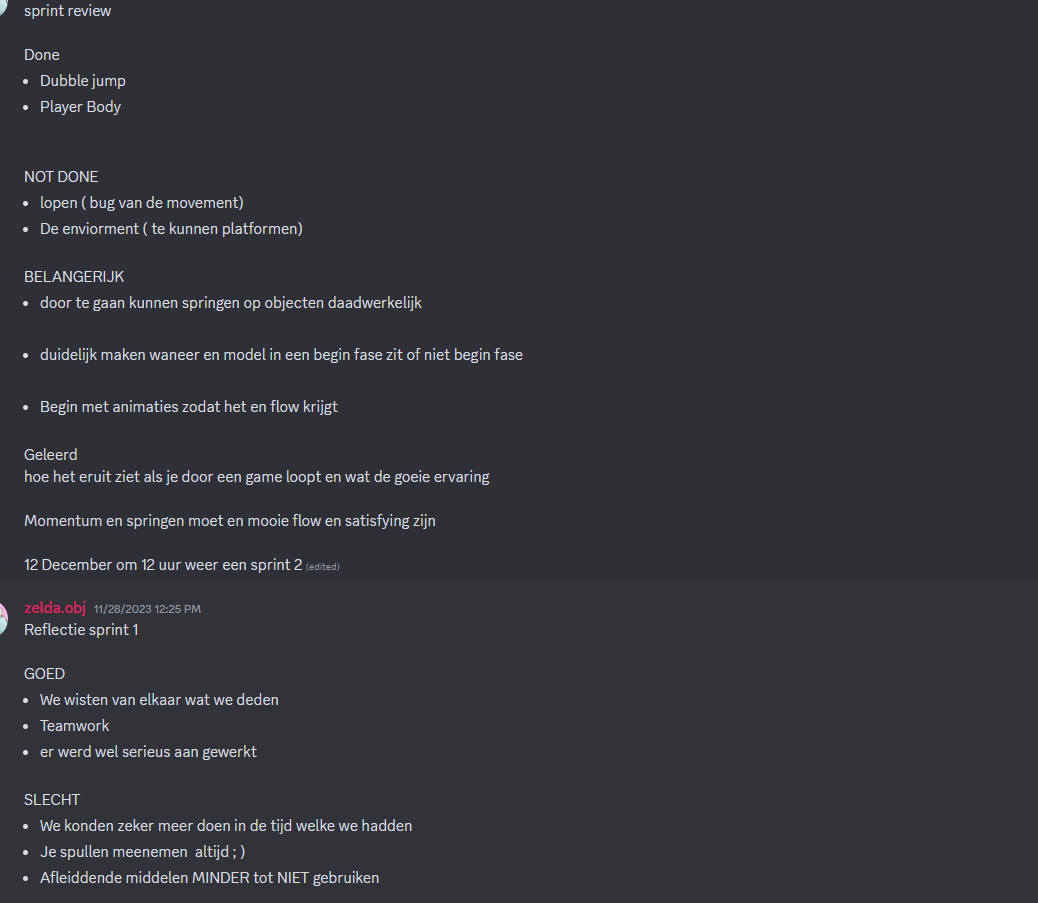 sprint review
Done
• Dubble jump
• Player Body
NOT DONE
• lopen ( bug van de movement)
• De enviorment ( te kunnen platformen)
BELANGERIJK
• door te gaan kunnen springen op objecten daadwerkelijk
• duidelijk maken waneer en model in een begin fase zit of niet begin fase
• Begin met animaties zodat het en flow krijgt
Geleerd
hoe het eruit ziet als je door een game loopt en wat de goeie ervaring
Momentum en springen moet en mooie flow en satisfying zijn
12 December om 12 uur weer een sprint 2 (edited)
zelda.obj 11/28/2023 12:25 PM
Reflectie sprint 1
GOED
• We wisten van elkaar wat we deden
• Teamwork
• er werd wel serieus aan gewerkt
SLECHT
• We konden zeker meer doen in de tijd welke we hadden
• Je spullen meenemen  altijd ; )
• Afleiddende middelen MINDER tot NIET gebruiken